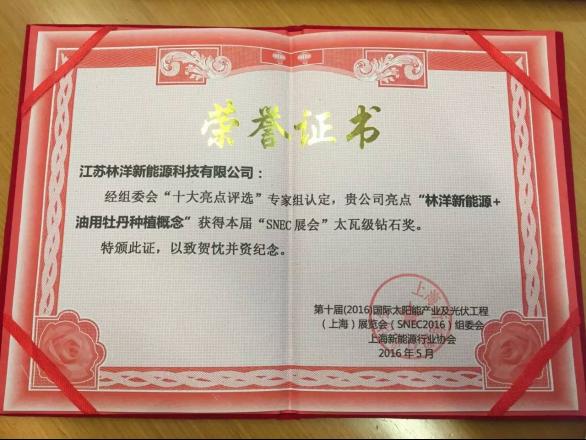 荣誉证书
江苏林洋新能源科技有限公司：
经组委会“十大亮点评选”专家组认定，贵公司亮点“林洋新能源+
油用牡丹种植概念”获得本届“SNEC展会”太瓦级钻石奖。
特颁此证，以致贺忱并资纪念。
第十届(2016)国际太阳能产业及光伏工程
（上海）展览会（SNEC2016）组委会
上海新能源行业协会
2016年5月